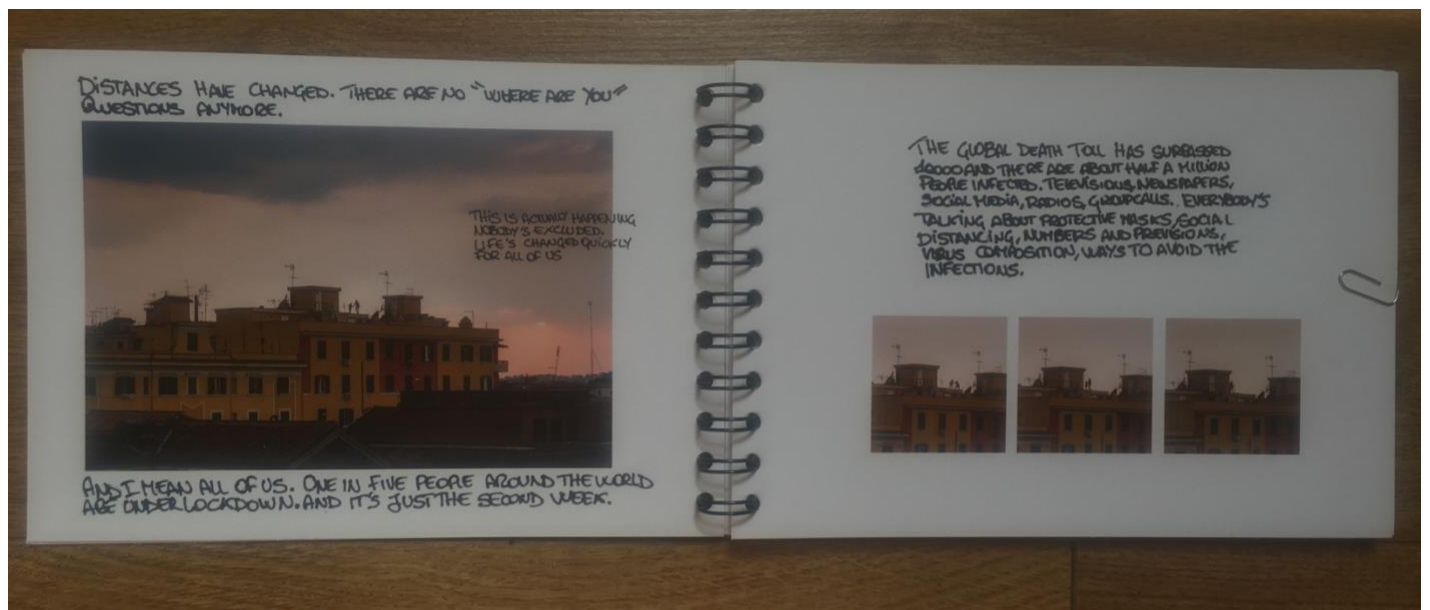 DISTANCES HAVE CHANGED. THERE ARE NO "WHERE ARE YOU"
QUESTIONS ANYMORE.
THIS IS ACTUALLY HAPPENING
NOBODY'S EXCLUDED.
LIFE'S CHANGED QUICKLY
FOR ALL OF US
AND I MEAN ALL OF US. ONE IN FIVE PEOPLE AROUND THE WORLD
ARE UNDER LOCKDOWN. AND IT'S JUST THE SECOND WEEK.
THE GLOBAL DEATH TOLL HAS SURPASSED
AND THERE ARE ABOUT HALF A MILLION
PEOPLE INFECTED. TELEVISIONS, NEWSPAPERS,
SOCIAL MEDIA, RADIOS, GROUPCALLS. EVERYBODY'S
TALKING ABOUT PROTECTIVE MASKS, SOCIAL
DISTANCING, NUMBERS AND PREVISIONS,
VIRUS COMPOSITION, WAYS TO AVOID THE
INFECTIONS.